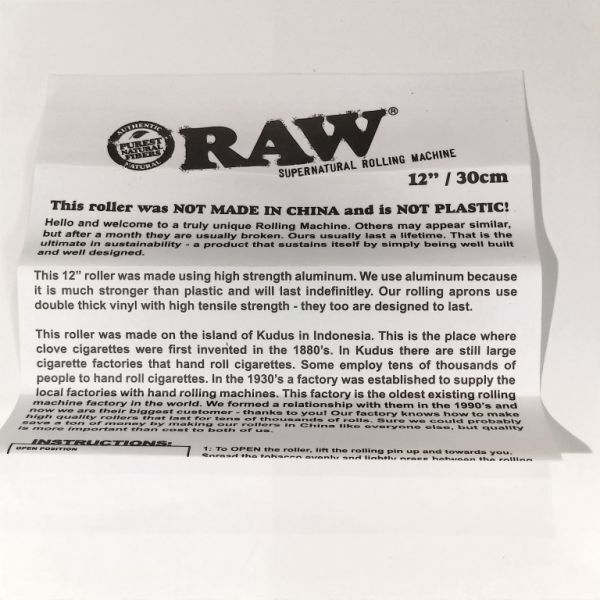 AUTHENTIC
PUREST
NATURAL
FIBERS
NATURAL
RAW®
SUPERNATURAL ROLLING MACHINE
12” / 30cm
This roller was NOT MADE IN CHINA and is NOT PLASTIC!
Hello and welcome to a truly unique Rolling Machine. Others may appear similar,
but after a month they are usually broken. Ours usually last a lifetime. That is the
ultimate in sustainability - a product that sustains itself by simply being well built
and well designed.
This 12” roller was made using high strength aluminum. We use aluminum because
it is much stronger than plastic and will last indefinitley. Our rolling aprons use
double thick vinyl with high tensile strength - they too are designed to last.
This roller was made on the island of Kudus in Indonesia. This is the place where
clove cigarettes were first invented in the 1880’s. In Kudus there are still large
cigarette factories that hand roll cigarettes. Some employ tens of thousands of
people to hand roll cigarettes. In the 1930’s a factory was established to supply the
local factories with hand rolling machines. This factory is the oldest existing rolling
machine factory in the world. We formed a relationship with them in the 1990’s and
now we are their biggest customer - thanks to you! Our factory knows how to make
high quality rollers that last for tens of thousands of rolls. Sure we could probably
save a ton of money by making our rollers in China like everyone else, but quality
is more important than cost to both of us.
INSTRUCTIONS:
OPEN POSITION
1: To OPEN the roller, lift the rolling pin up and towards you.
Spread the tobacco evenly and lightly press between the rolling